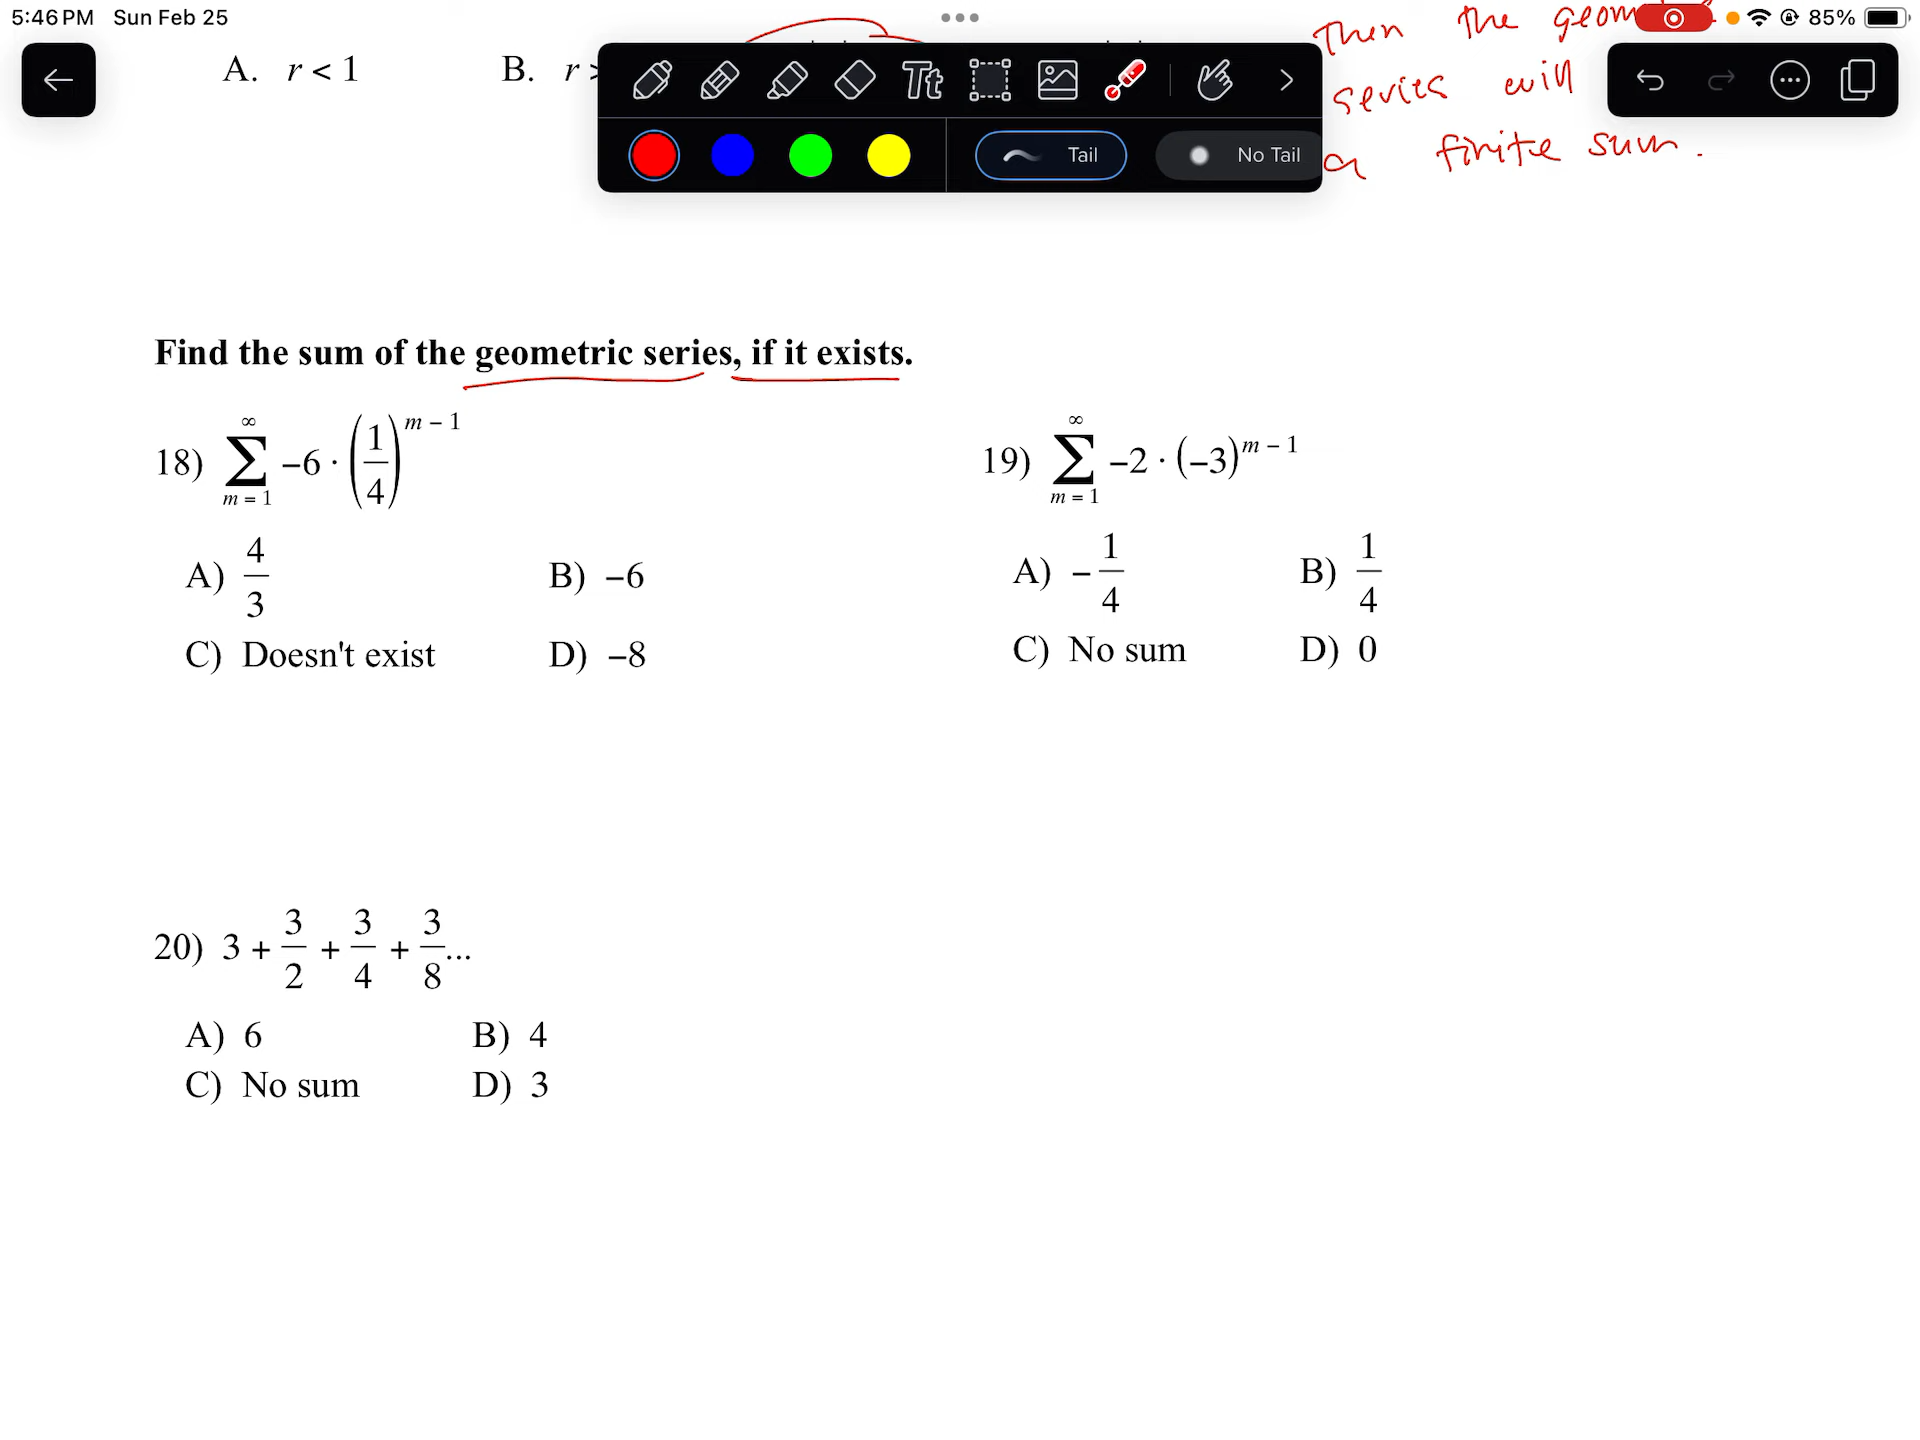 5:46 PM Sun Feb 25
85%
Then the geom
A. r < 1
B. r >
series will
Tt
Tail
No Tail
a finite sum.
Find the sum of the geometric series, if it exists.
18) ∞ ∑ m = 1 −6 · (1/4)^m − 1
A) 4/3
B) −6
C) Doesn't exist
D) −8
19) ∞ ∑ m = 1 −2 · (−3)^m − 1
A) −1/4
B) 1/4
C) No sum
D) 0
20) 3 + 3/2 + 3/4 + 3/8...
A) 6
B) 4
C) No sum
D) 3